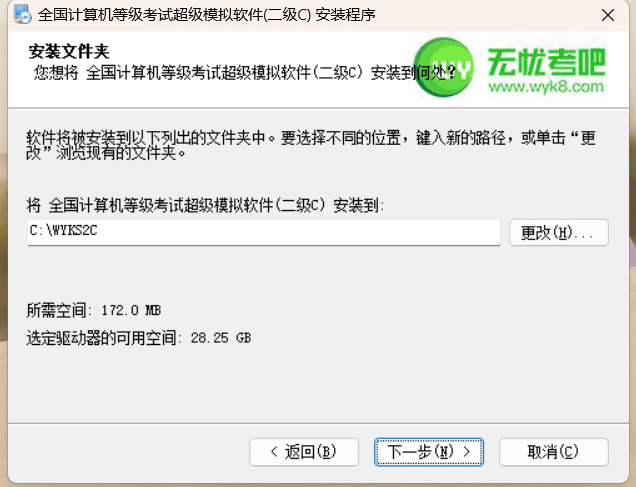 全国计算机等级考试超级模拟软件(二级C) 安装程序
安装文件夹
您想将 全国计算机等级考试超级模拟软件(二级C) 安装到何处?
WY
无忧考吧
www.wyk8.com
软件将被安装到以下列出的文件夹中。要选择不同的位置，键入新的路径，或单击“更
改”浏览现有的文件夹。
将 全国计算机等级考试超级模拟软件(二级C) 安装到:
C:\WYKS2C
更改(H)...
所需空间: 172.0 MB
选定驱动器的可用空间: 28.25 GB
< 返回(B)
下一步(N) >
取消(C)